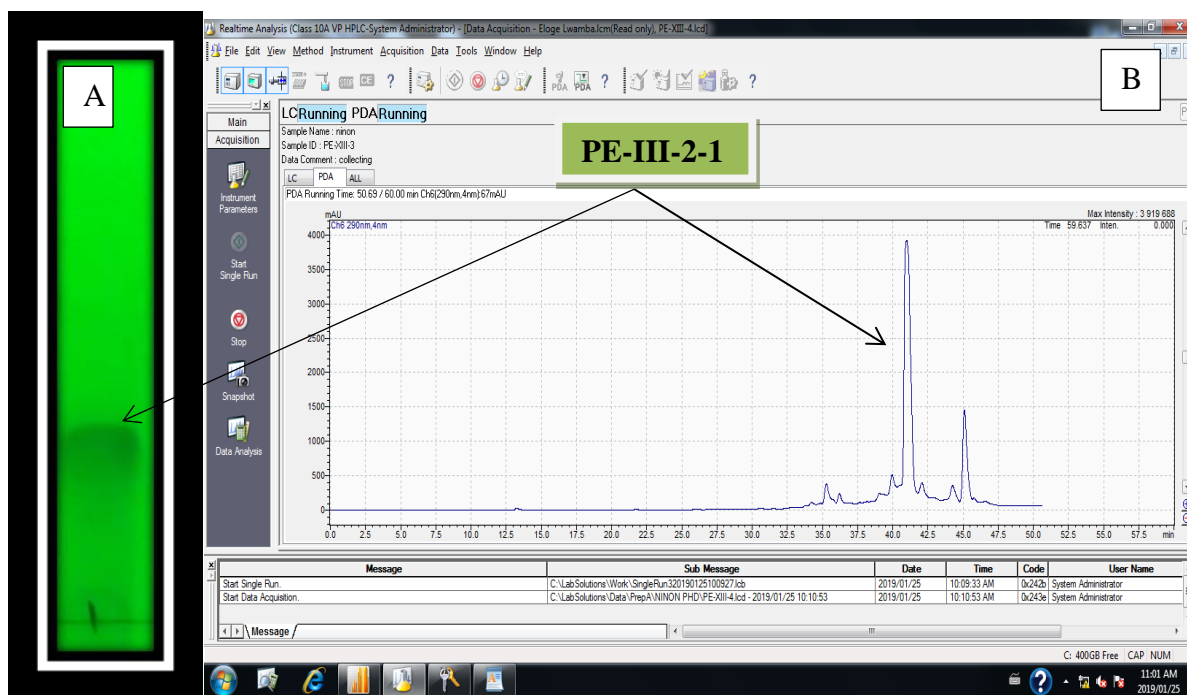 A
Realtime Analysis (Class 10A VP HPLC-System Administrator) - [Data Acquisition - Eloge Lwamba.lcm(Read only), PE-XIII-4.lcd]
File Edit View Method Instrument Acquisition Data Tools Window Help
B
Main
Acquisition
Instrument
Parameters
Start
Single Run
Stop
Snapshot
Data Analysis
LC Running PDA Running
Sample Name : ninon
Sample ID : PE-XIII-3
Data Comment : collecting
LC PDA ALL
PDA Running Time: 50.69 / 60.00 min Ch6(290nm,4nm):67mAU
PE-III-2-1
mAU
Ch6 290nm,4nm
Max Intensity : 3 919 688
Time 59.637 Inten. 0.000
4000
3500
3000
2500
2000
1500
1000
500
0
0.0 2.5 5.0 7.5 10.0 12.5 15.0 17.5 20.0 22.5 25.0 27.5 30.0 32.5 35.0 37.5 40.0 42.5 45.0 47.5 50.0 52.5 55.0 57.5 min
Message Sub Message Date Time Code User Name
Start Single Run. C:\LabSolutions\Work\SingleRun320190125100927.lcb 2019/01/25 10:09:33 AM 0x242b System Administrator
Start Data Acquisition. C:\LabSolutions\Data\PrepA\NINON PHD\PE-XIII-4.lcd - 2019/01/25 10:10:53 2019/01/25 10:10:53 AM 0x243e System Administrator
Message
C: 400GB Free CAP NUM
11:01 AM
2019/01/25